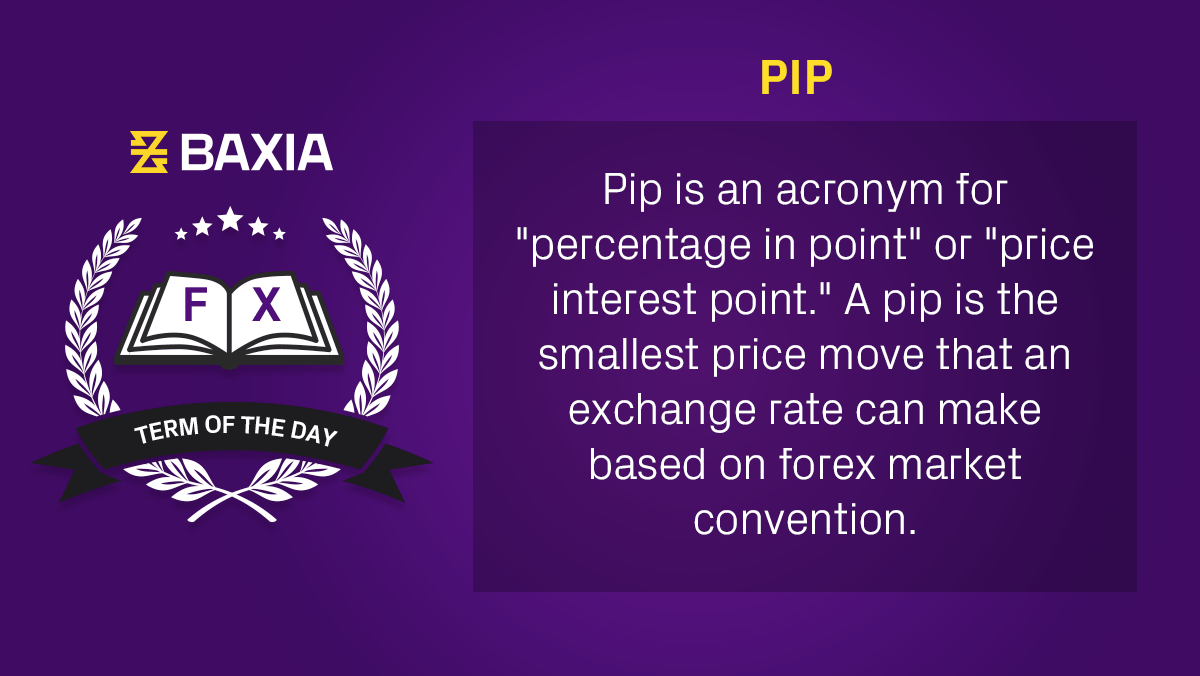 BAXIA
F X
TERM OF THE DAY
PIP
Pip is an acronym for
"percentage in point" or "price
interest point." A pip is the
smallest price move that an
exchange rate can make
based on forex market
convention.